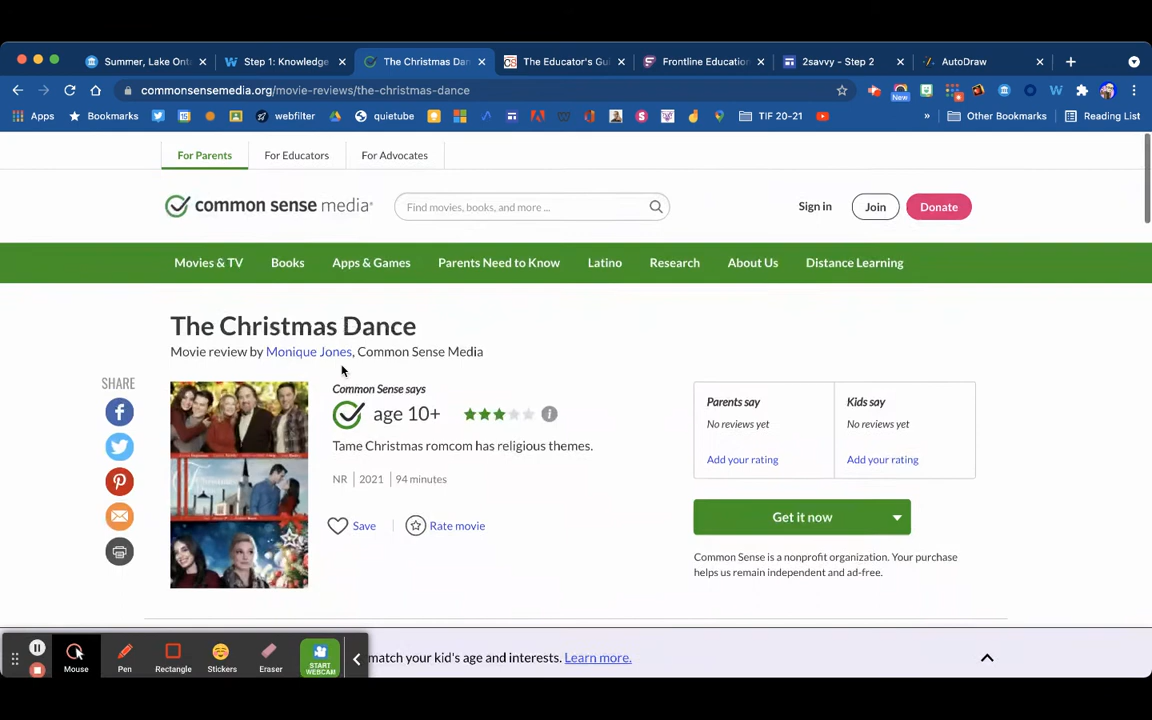 Summer, Lake Onta
Step 1: Knowledge
The Christmas Dan
The Educator's Gui
Frontline Education
2savvy - Step 2
AutoDraw
commonsensemedia.org/movie-reviews/the-christmas-dance
New
Apps
Bookmarks
webfilter
quietube
TIF 20-21
»
Other Bookmarks
Reading List
For Parents
For Educators
For Advocates
common sense media®
Find movies, books, and more ...
Sign in
Join
Donate
Movies & TV
Books
Apps & Games
Parents Need to Know
Latino
Research
About Us
Distance Learning
The Christmas Dance
Movie review by Monique Jones, Common Sense Media
SHARE
Common Sense says
age 10+
Tame Christmas romcom has religious themes.
NR
2021
94 minutes
Save
Rate movie
Parents say
No reviews yet
Add your rating
Kids say
No reviews yet
Add your rating
Get it now
Common Sense is a nonprofit organization. Your purchase
helps us remain independent and ad-free.
match your kid's age and interests. Learn more.
Mouse
Pen
Rectangle
Stickers
Eraser
START
WEBCAM